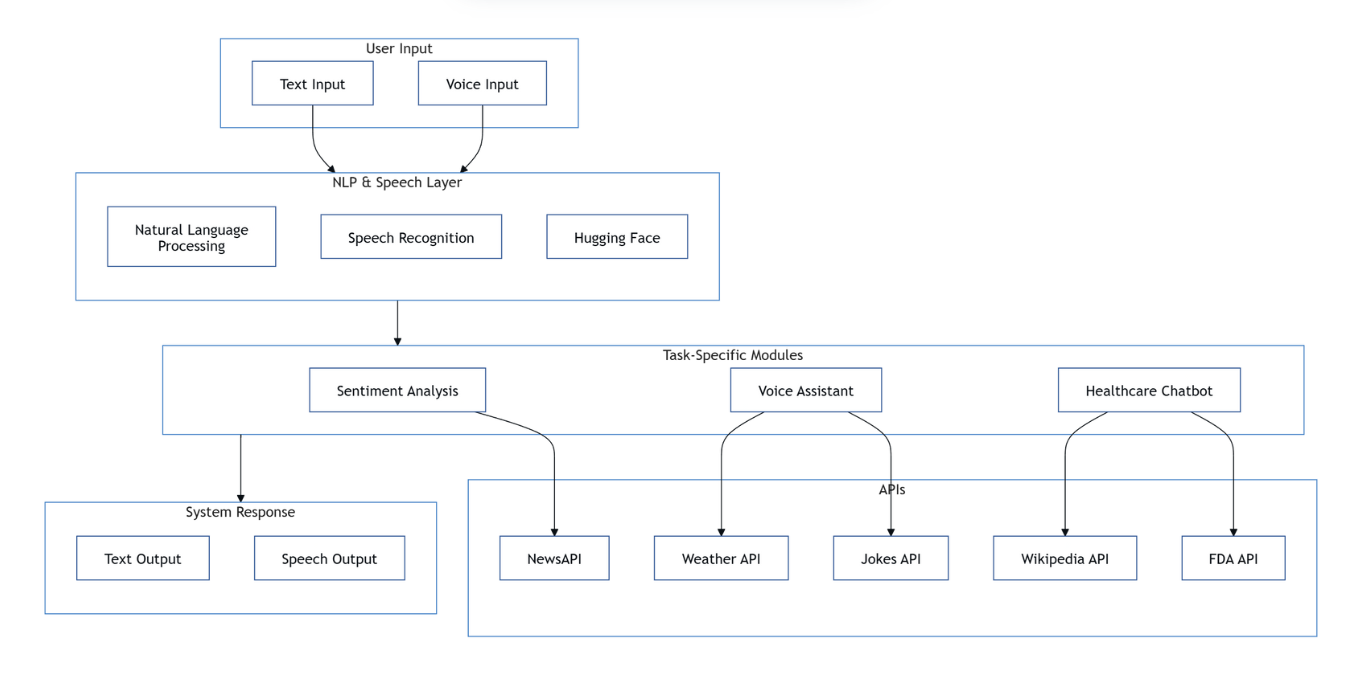 User Input
Text Input
Voice Input
NLP & Speech Layer
Natural Language
Processing
Speech Recognition
Hugging Face
Task-Specific Modules
Sentiment Analysis
Voice Assistant
Healthcare Chatbot
System Response
Text Output
Speech Output
APIs
NewsAPI
Weather API
Jokes API
Wikipedia API
FDA API